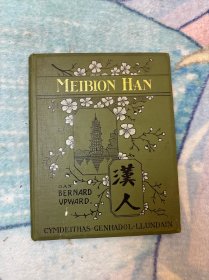 MEIBION HAN
GAN
BERNARD
UPWARD.
漢人
CYMDEITHAS·GENHADOL·LLUNDAIN